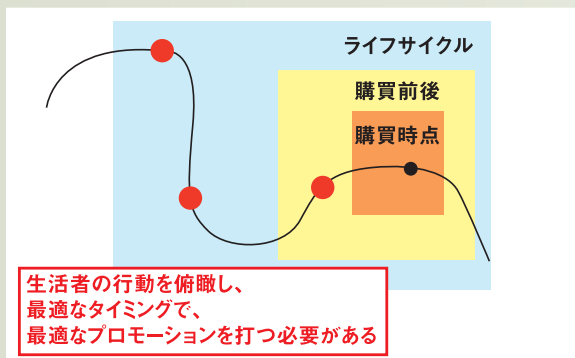 ライフサイクル
購買前後
購買時点
生活者の行動を俯瞰し、
最適なタイミングで、
最適なプロモーションを打つ必要がある